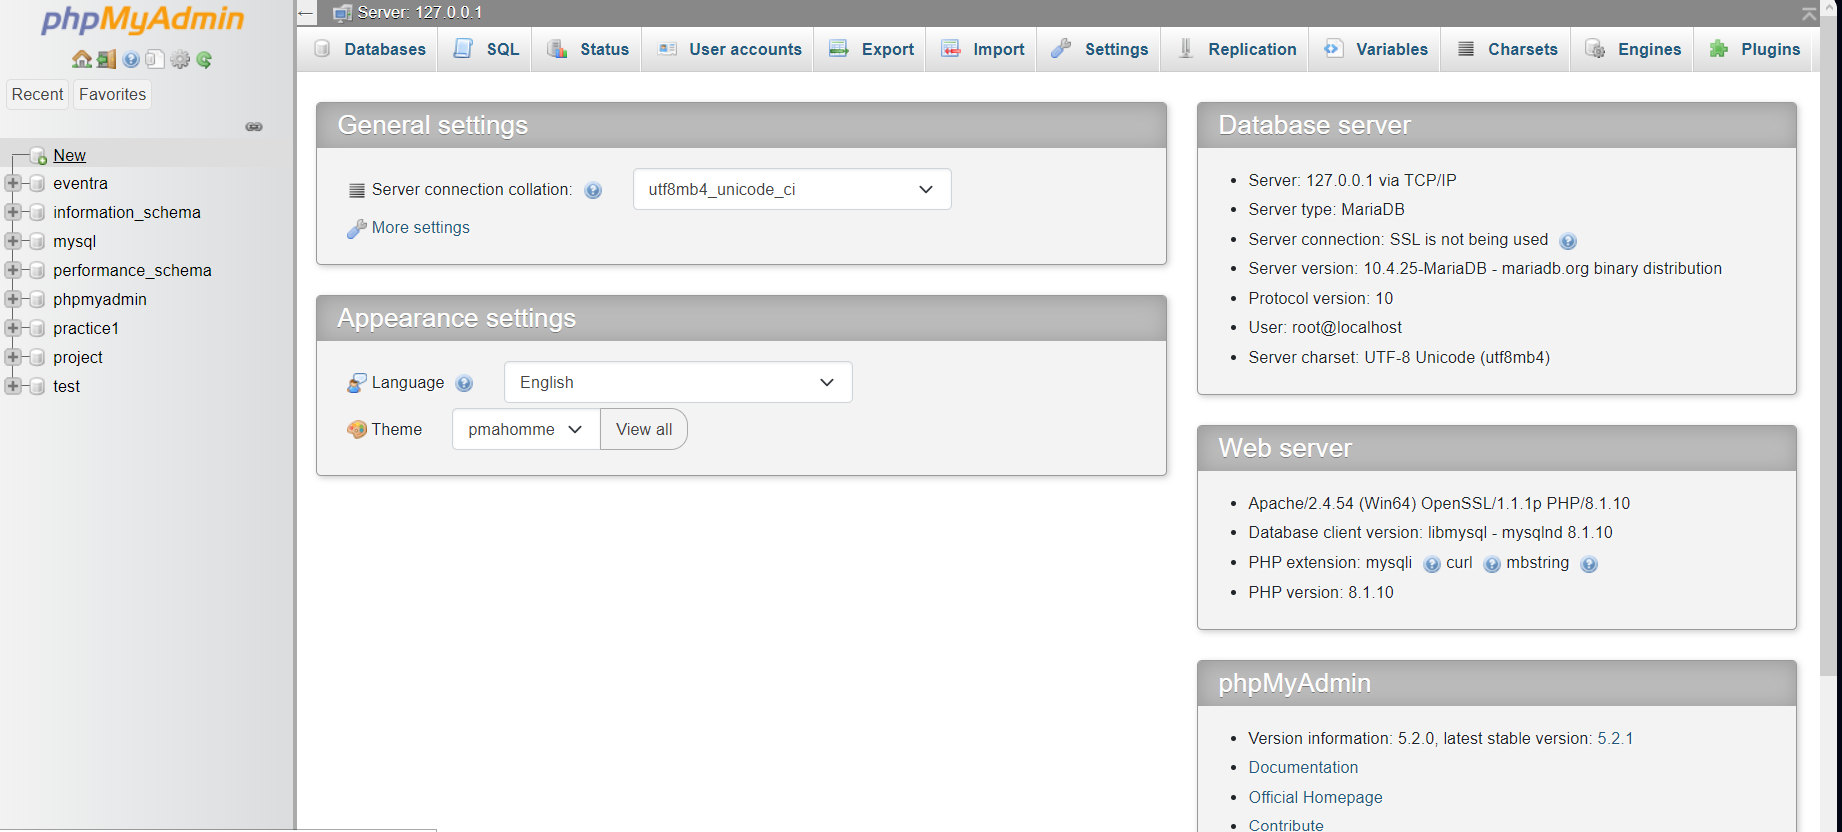 phpMyAdmin
Recent Favorites
New
eventra
information_schema
mysql
performance_schema
phpmyadmin
practice1
project
test
← Server: 127.0.0.1
Databases SQL Status User accounts Export Import Settings Replication Variables Charsets Engines Plugins
General settings
Server connection collation: utf8mb4_unicode_ci
More settings
Appearance settings
Language English
Theme pmahomme View all
Database server
• Server: 127.0.0.1 via TCP/IP
• Server type: MariaDB
• Server connection: SSL is not being used
• Server version: 10.4.25-MariaDB - mariadb.org binary distribution
• Protocol version: 10
• User: root@localhost
• Server charset: UTF-8 Unicode (utf8mb4)
Web server
• Apache/2.4.54 (Win64) OpenSSL/1.1.1p PHP/8.1.10
• Database client version: libmysql - mysqlnd 8.1.10
• PHP extension: mysqli curl mbstring
• PHP version: 8.1.10
phpMyAdmin
• Version information: 5.2.0, latest stable version: 5.2.1
• Documentation
• Official Homepage
• Contribute